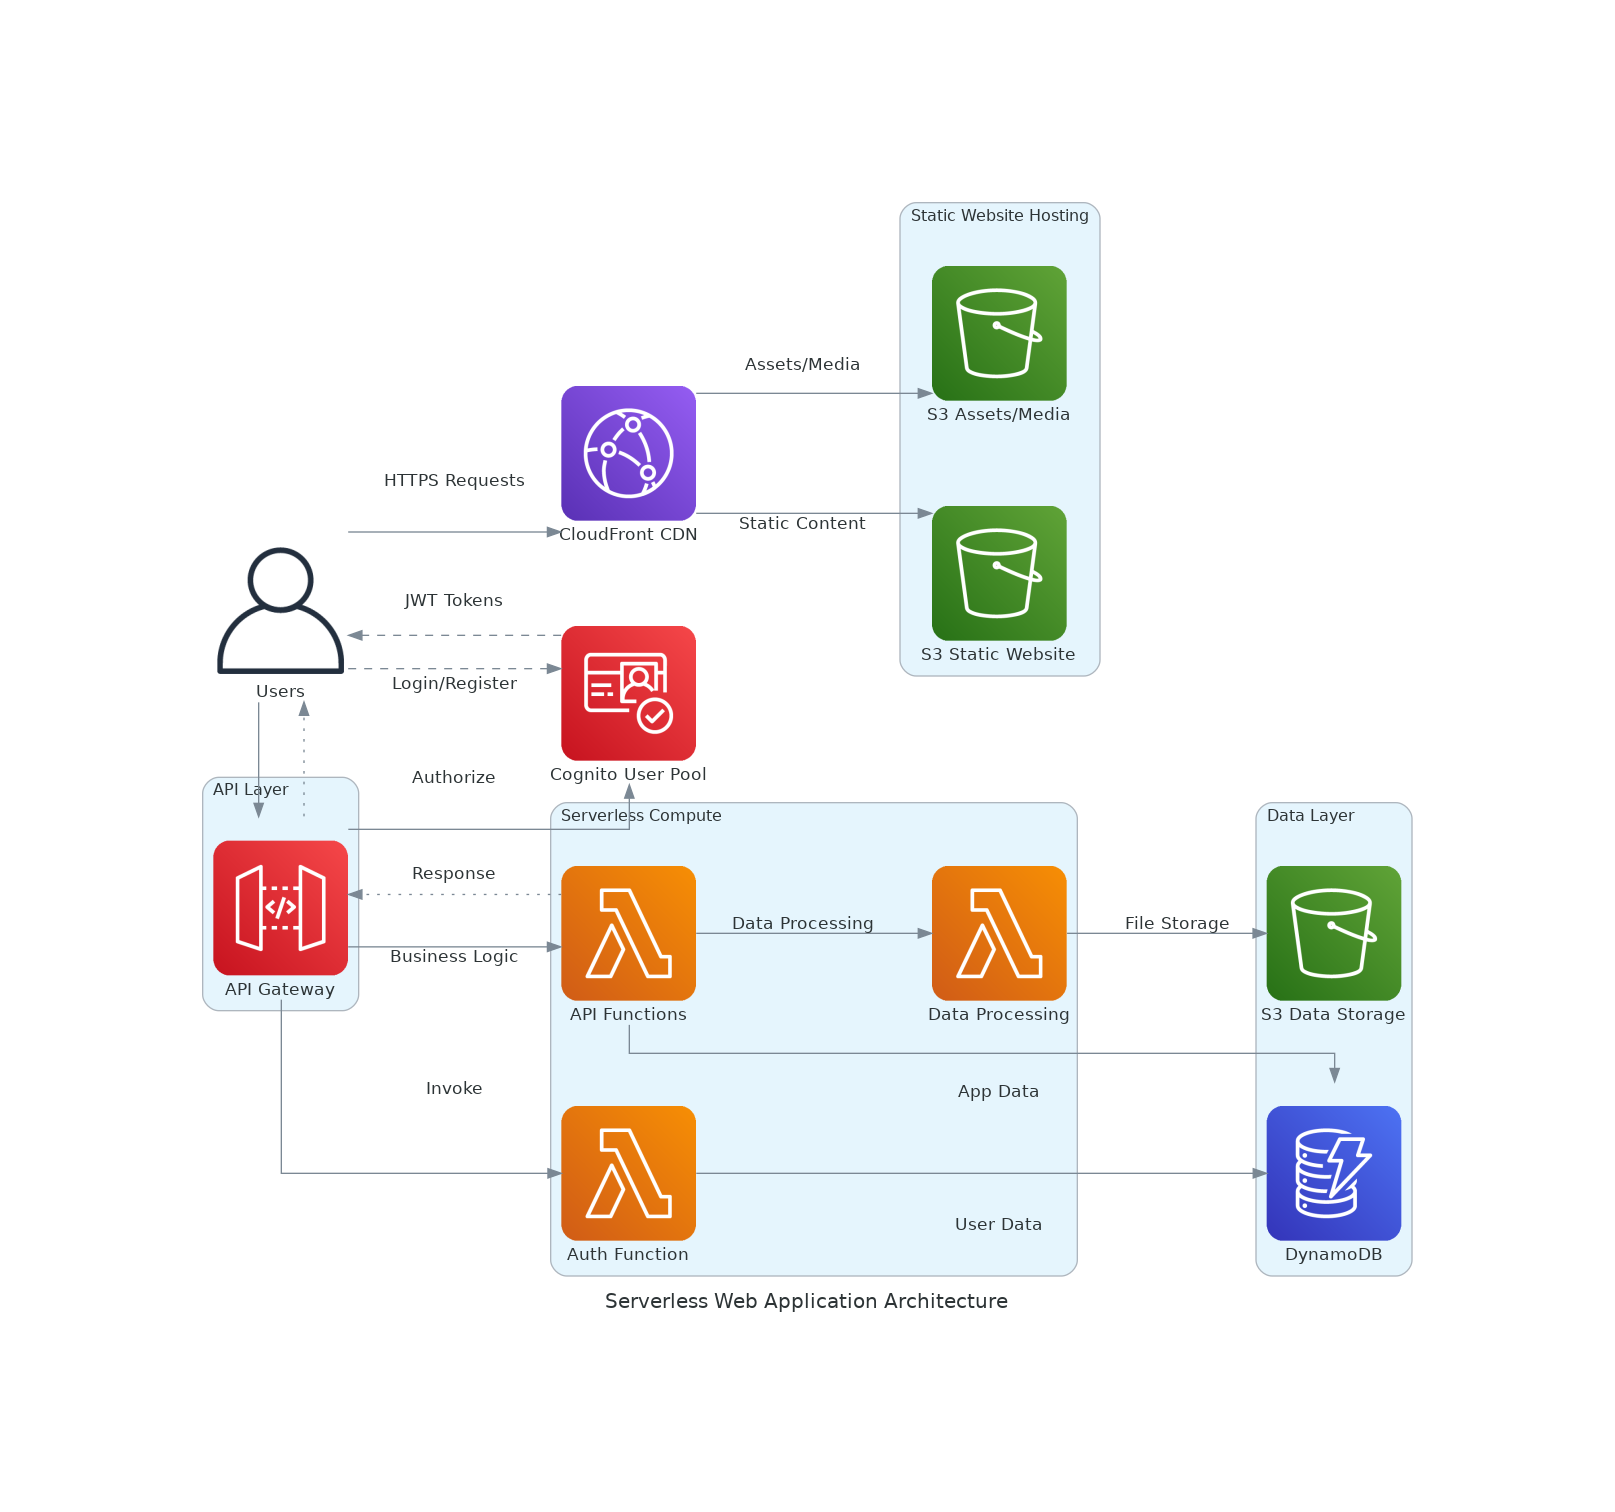 Static Website Hosting
Assets/Media
S3 Assets/Media
HTTPS Requests
CloudFront CDN
Static Content
JWT Tokens
S3 Static Website
Login/Register
Users
Authorize
Cognito User Pool
API Layer
Serverless Compute
Data Layer
Response
Data Processing
File Storage
Business Logic
API Gateway
API Functions
Data Processing
S3 Data Storage
Invoke
App Data
User Data
Auth Function
DynamoDB
Serverless Web Application Architecture